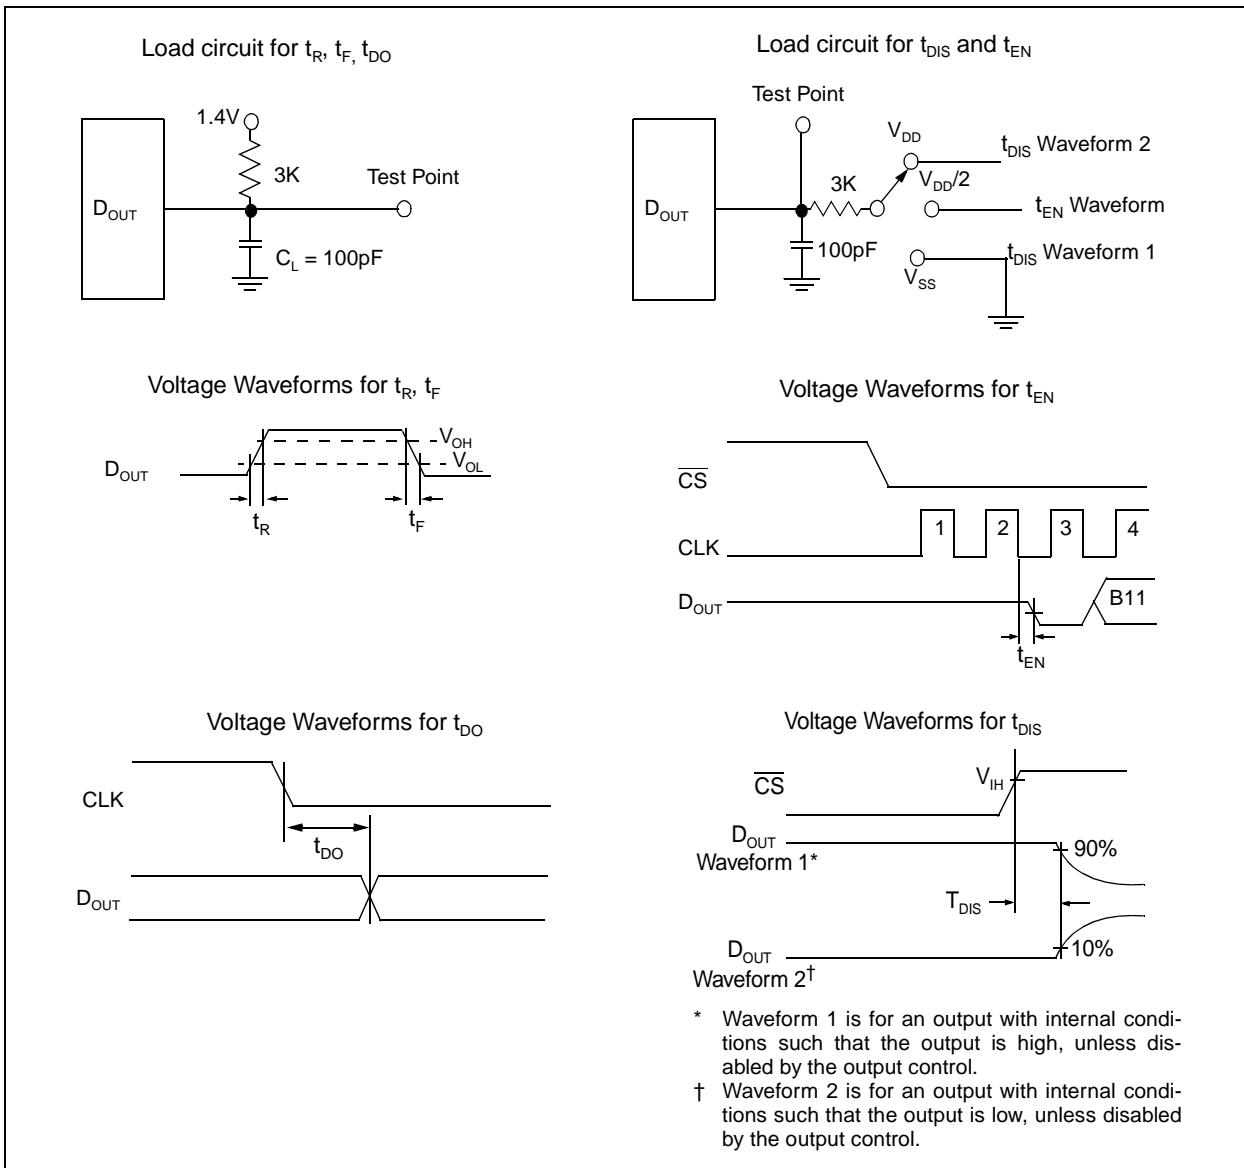 Load circuit for tR, tF, tDO
1.4V
3K
Test Point
DOUT
CL = 100pF
Load circuit for tDIS and tEN
Test Point
VDD
tDIS Waveform 2
3K
VDD/2
DOUT
tEN Waveform
100pF
tDIS Waveform 1
VSS
Voltage Waveforms for tR, tF
VOH
DOUT
VOL
tR
tF
Voltage Waveforms for tEN
CS
CLK
1
2
3
4
DOUT
B11
tEN
Voltage Waveforms for tDO
CLK
tDO
DOUT
Voltage Waveforms for tDIS
CS
VIH
DOUT
Waveform 1*
90%
TDIS
DOUT
10%
Waveform 2†
* Waveform 1 is for an output with internal condi-
tions such that the output is high, unless dis-
abled by the output control.
† Waveform 2 is for an output with internal condi-
tions such that the output is low, unless disabled
by the output control.